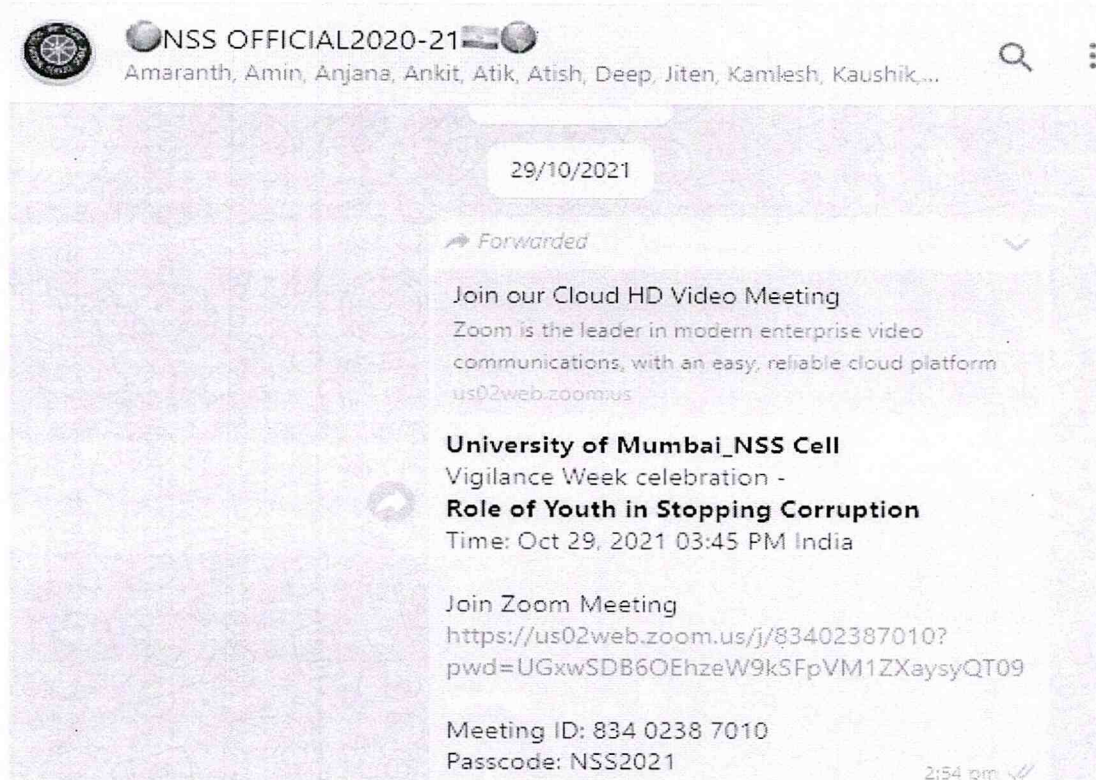 NSS OFFICIAL2020-21
Amaranth, Amin, Anjana, Ankit, Atik, Atish, Deep, Jiten, Kamlesh, Kaushik,...
29/10/2021
Forwarded
Join our Cloud HD Video Meeting
Zoom is the leader in modern enterprise video
communications, with an easy, reliable cloud platform
us02web.zoom.us
University of Mumbai_NSS Cell
Vigilance Week celebration -
Role of Youth in Stopping Corruption
Time: Oct 29, 2021 03:45 PM India
Join Zoom Meeting
https://us02web.zoom.us/j/83402387010?
pwd=UGxwSDB6OEhzeW9kSFpVM1ZXaysyQT09
Meeting ID: 834 0238 7010
Passcode: NSS2021
2:54 pm